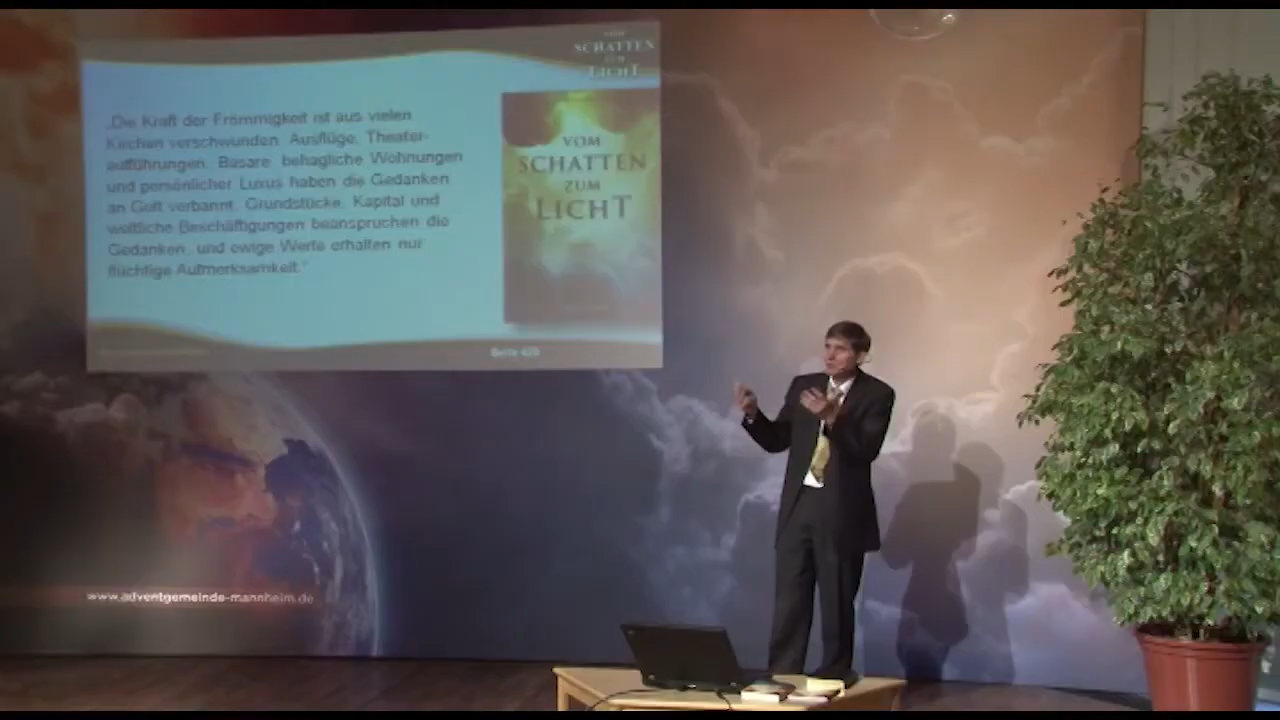 VOM
SCHATTEN
ZUM
LICHT
„Die Kraft der Frömmigkeit ist aus vielen
Kirchen verschwunden. Ausflüge, Theater-
aufführungen, Basare, behagliche Wohnungen
und persönlicher Luxus haben die Gedanken
an Gott verbannt. Grundstücke, Kapital und
weltliche Beschäftigungen beanspruchen die
Gedanken, und ewige Werte erhalten nur
flüchtige Aufmerksamkeit.“
VOM
SCHATTEN
ZUM
LICHT
www.adventgemeinde-mannheim.de